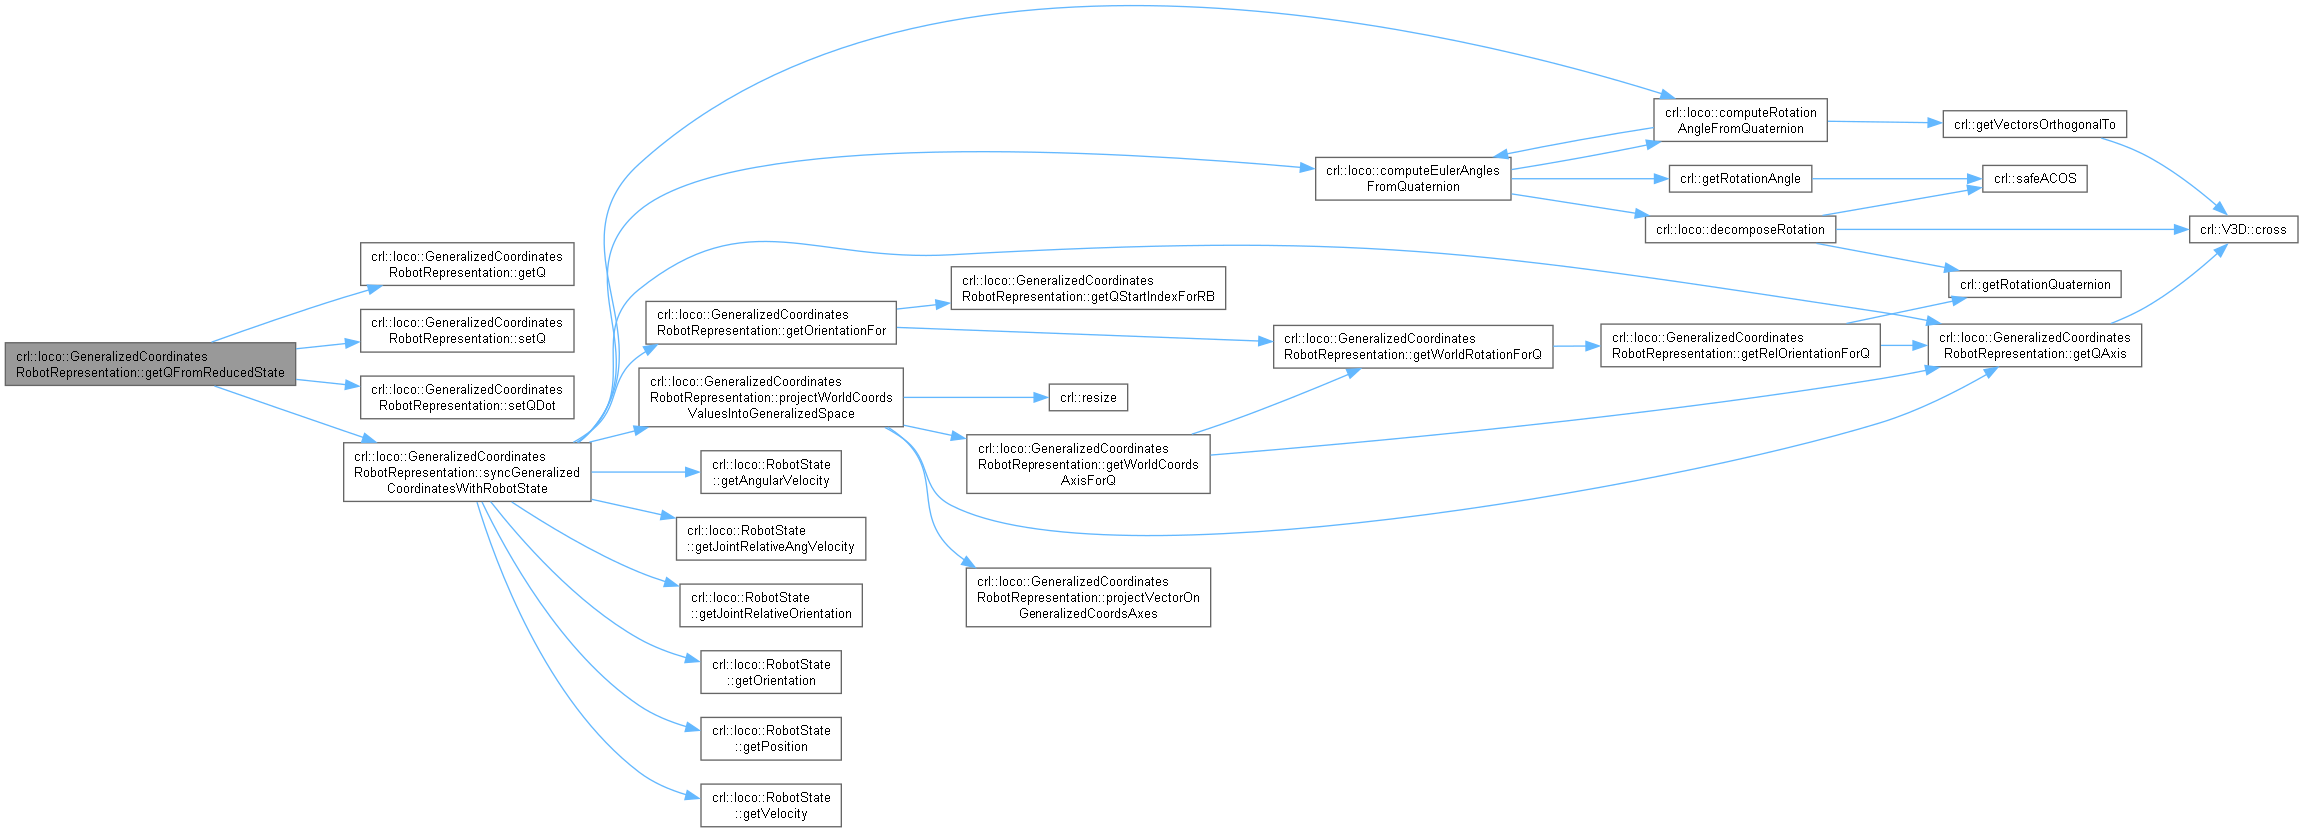 crl::loco::GeneralizedCoordinates
RobotRepresentation::getQFromReducedState
crl::loco::GeneralizedCoordinates
RobotRepresentation::getQ
crl::loco::GeneralizedCoordinates
RobotRepresentation::setQ
crl::loco::GeneralizedCoordinates
RobotRepresentation::setQDot
crl::loco::GeneralizedCoordinates
RobotRepresentation::syncGeneralized
CoordinatesWithRobotState
crl::loco::GeneralizedCoordinates
RobotRepresentation::getOrientationFor
crl::loco::GeneralizedCoordinates
RobotRepresentation::projectWorldCoords
ValuesIntoGeneralizedSpace
crl::loco::RobotState
::getAngularVelocity
crl::loco::RobotState
::getJointRelativeAngVelocity
crl::loco::RobotState
::getJointRelativeOrientation
crl::loco::RobotState
::getOrientation
crl::loco::RobotState
::getPosition
crl::loco::RobotState
::getVelocity
crl::loco::GeneralizedCoordinates
RobotRepresentation::getQStartIndexForRB
crl::resize
crl::loco::GeneralizedCoordinates
RobotRepresentation::getWorldCoords
AxisForQ
crl::loco::GeneralizedCoordinates
RobotRepresentation::projectVectorOn
GeneralizedCoordsAxes
crl::loco::computeEulerAngles
FromQuaternion
crl::loco::GeneralizedCoordinates
RobotRepresentation::getWorldRotationForQ
crl::loco::computeRotation
AngleFromQuaternion
crl::getRotationAngle
crl::loco::decomposeRotation
crl::loco::GeneralizedCoordinates
RobotRepresentation::getRelOrientationForQ
crl::getVectorsOrthogonalTo
crl::safeACOS
crl::getRotationQuaternion
crl::loco::GeneralizedCoordinates
RobotRepresentation::getQAxis
crl::V3D::cross